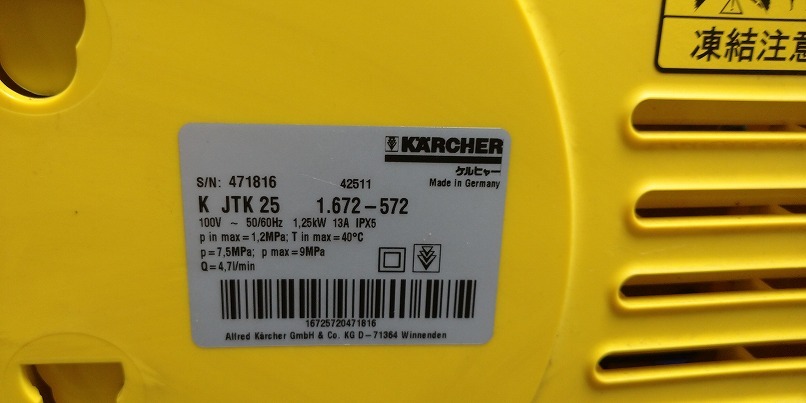 凍結注意
KÄRCHER
ケルヒャー
S/N: 471816 42511 Made in Germany
K JTK 25 1.672-572
100V ~ 50/60Hz 1,25kW 13A IPX5
p in max=1,2MPa; T in max=40°C
p=7,5MPa; p max=9MPa
Q=4,7l/min
16725720471816
Alfred Kärcher GmbH & Co. KG D-71364 Winnenden